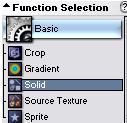 Function Selection
Basic
Crop
Gradient
Solid
Source Texture
Sprite